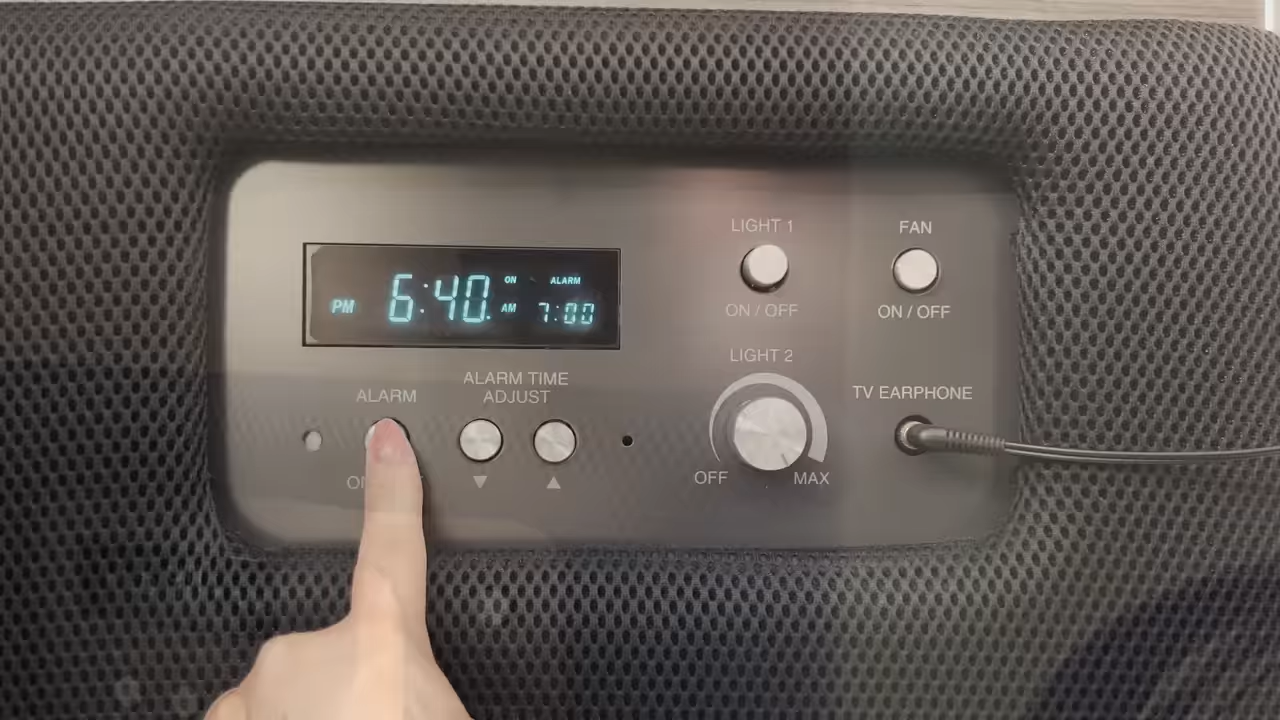 PM 6:40 ON AM ALARM 7:00
LIGHT 1
ON / OFF
FAN
ON / OFF
ALARM
ALARM TIME
ADJUST
▼ ▲
LIGHT 2
OFF MAX
TV EARPHONE